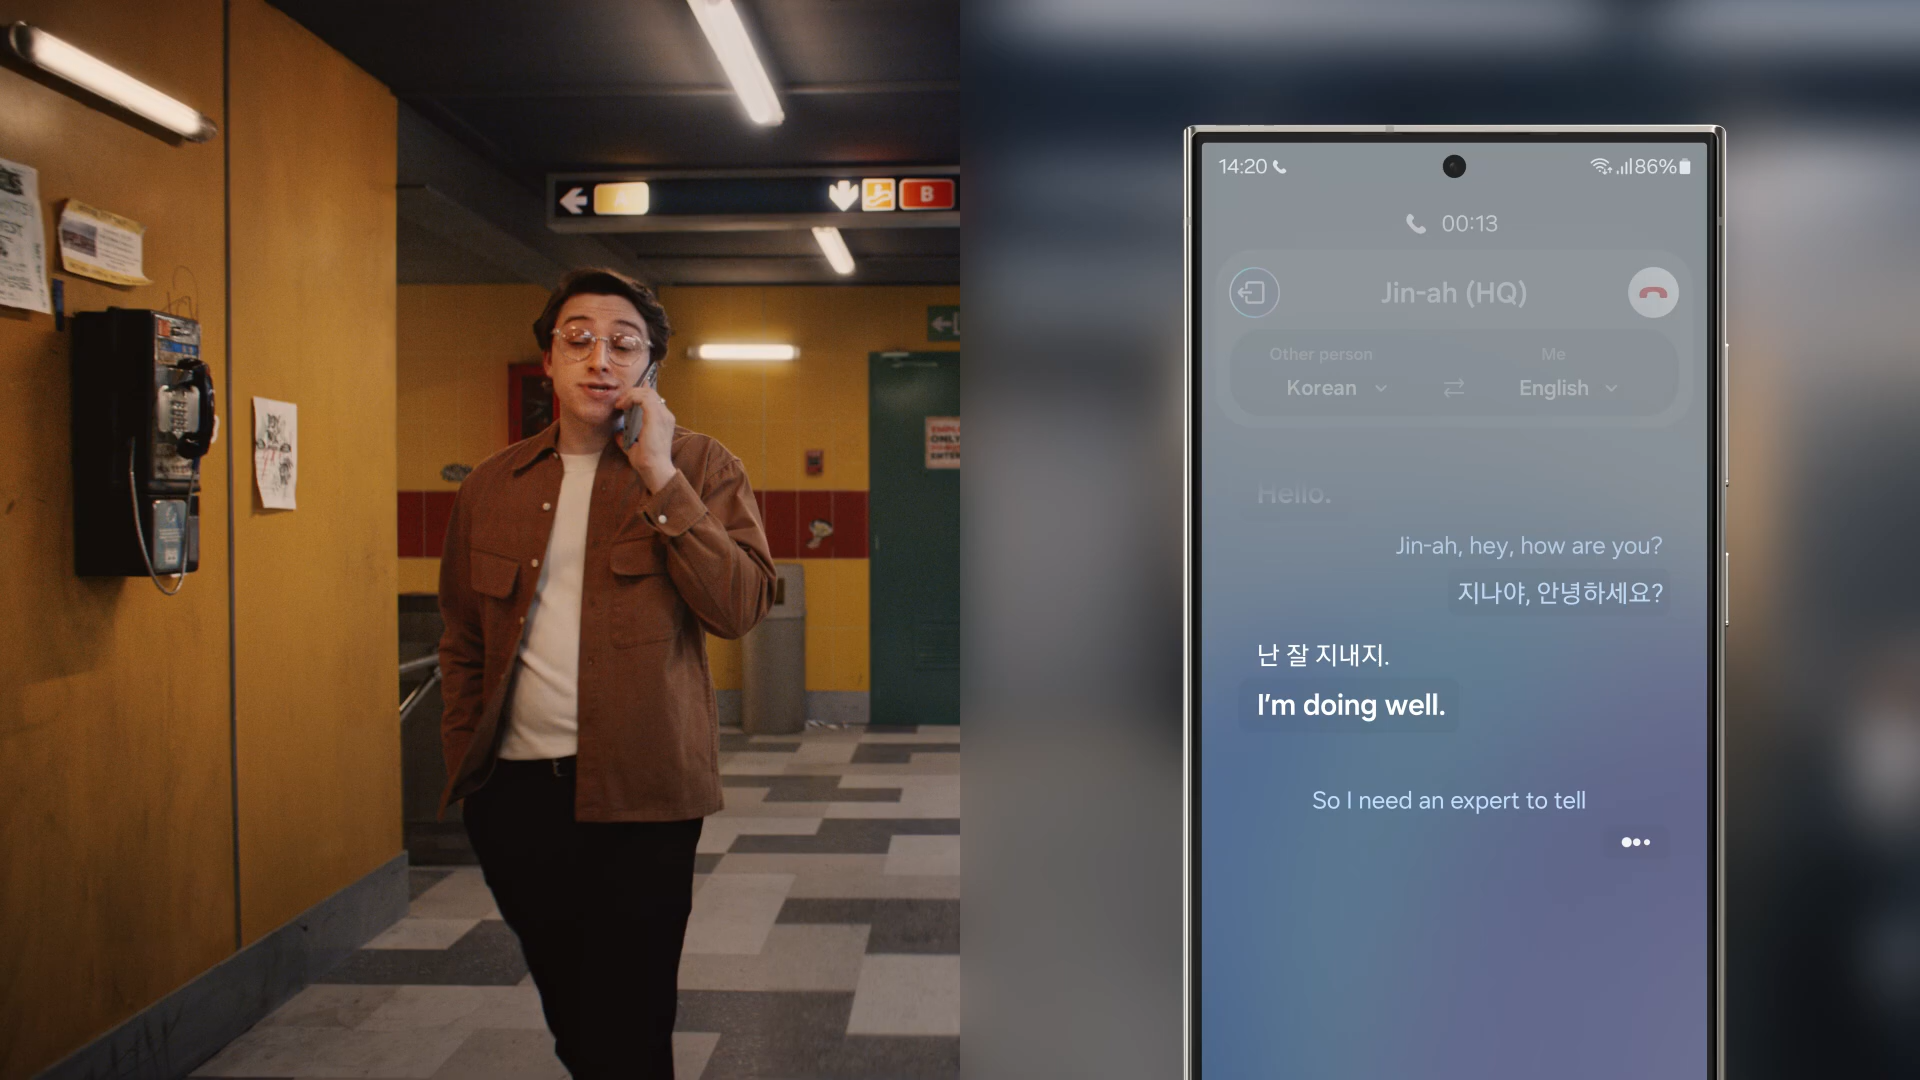 A
B
ONLY
ENTER
14:20
86%
00:13
Jin-ah (HQ)
Other person
Me
Korean
English
Hello.
Jin-ah, hey, how are you?
지나야, 안녕하세요?
난 잘 지내지.
I'm doing well.
So I need an expert to tell